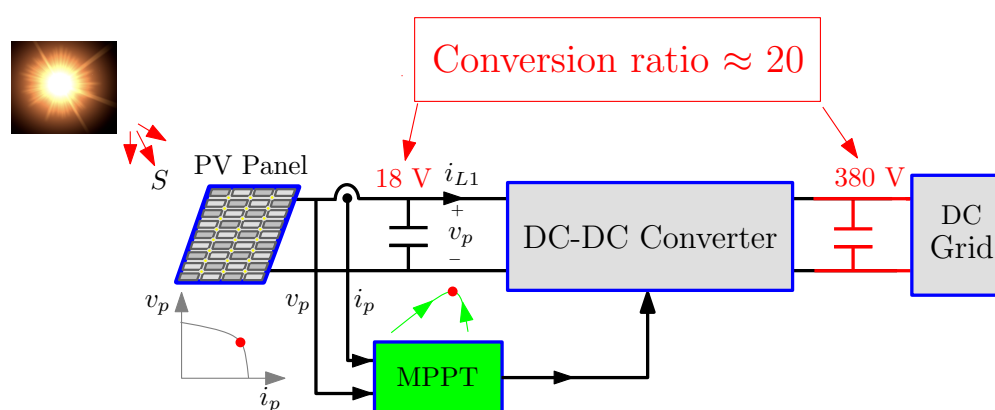 Conversion ratio ≈ 20
S
PV Panel
18 V
i_{L1}
380 V
+
v_p
−
DC-DC Converter
DC
Grid
v_p
v_p
i_p
i_p
MPPT